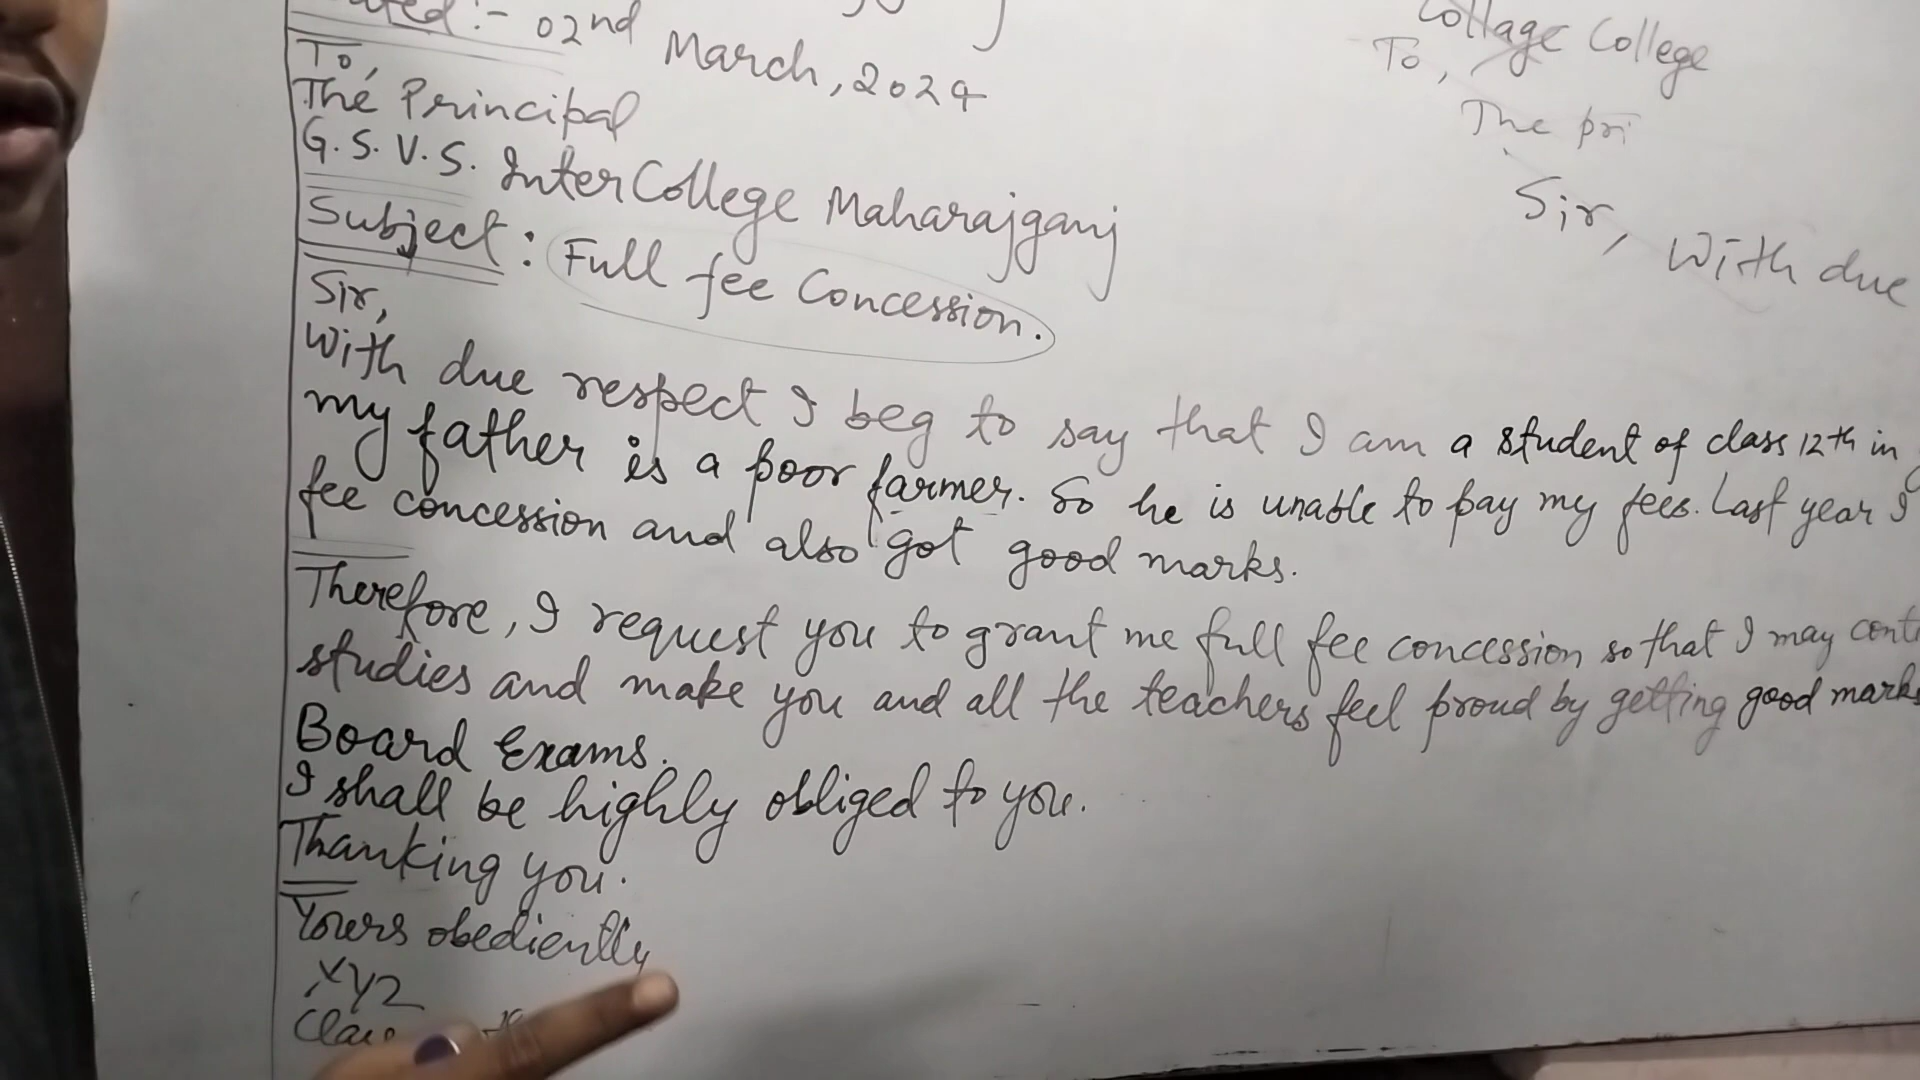 Dated:- 02nd March, 2024
To,
The Principal
G.S.V.S. Inter College Maharajganj
Subject: Full fee Concession.
Sir,
With due respect I beg to say that I am a student of class 12th in
my father is a poor farmer. So he is unable to pay my fees. Last year I
fee concession and also got good marks.
Therefore, I request you to grant me full fee concession so that I may conti
studies and make you and all the teachers feel proud by getting good marks
Board Exams.
I shall be highly obliged to you.
Thanking you.
Yours obediently
XYZ
Class
Collage College
To,
The pri
Sir, With due